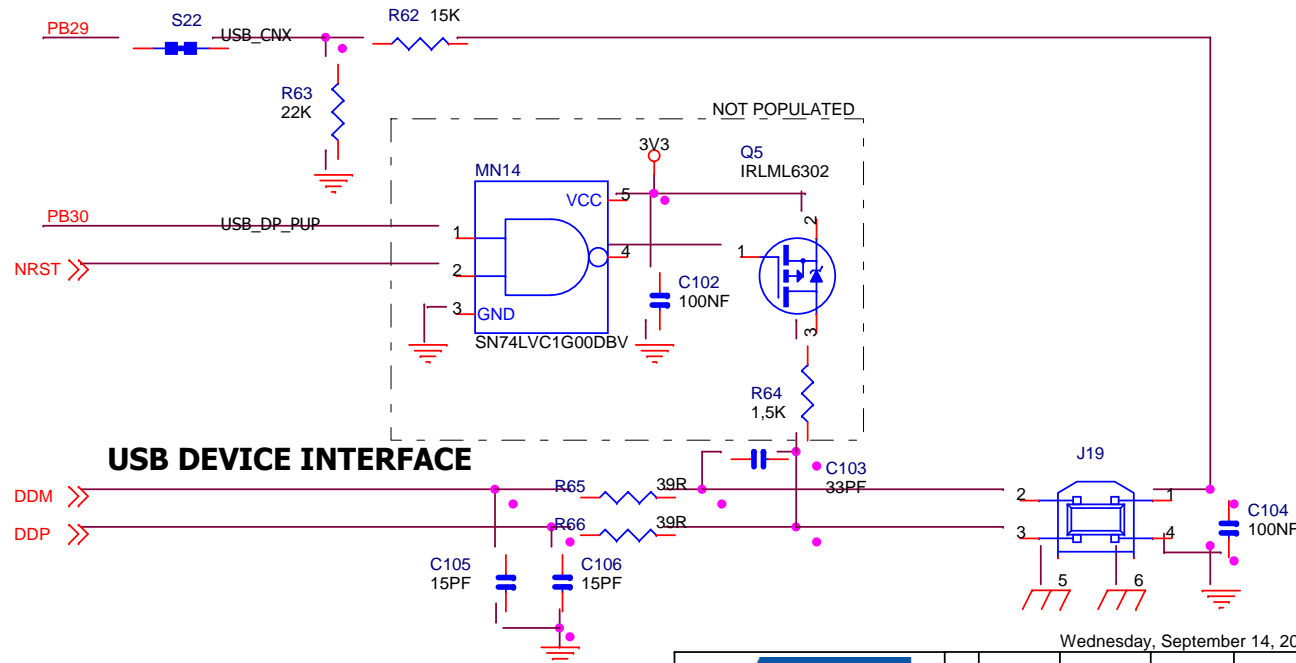 PB29
S22
USB_CNX
R62 15K
R63
22K
NOT POPULATED
3V3
Q5
IRLML6302
MN14
VCC
5
2
PB30
USB_DP_PUP
1
4
1
NRST
2
C102
100NF
3
GND
3
SN74LVC1G00DBV
R64
1,5K
USB DEVICE INTERFACE
J19
C103
33PF
DDM
R65
39R
2
1
C104
100NF
DDP
R66
39R
3
4
C105
15PF
C106
15PF
5
6
Wednesday, September 14, 20